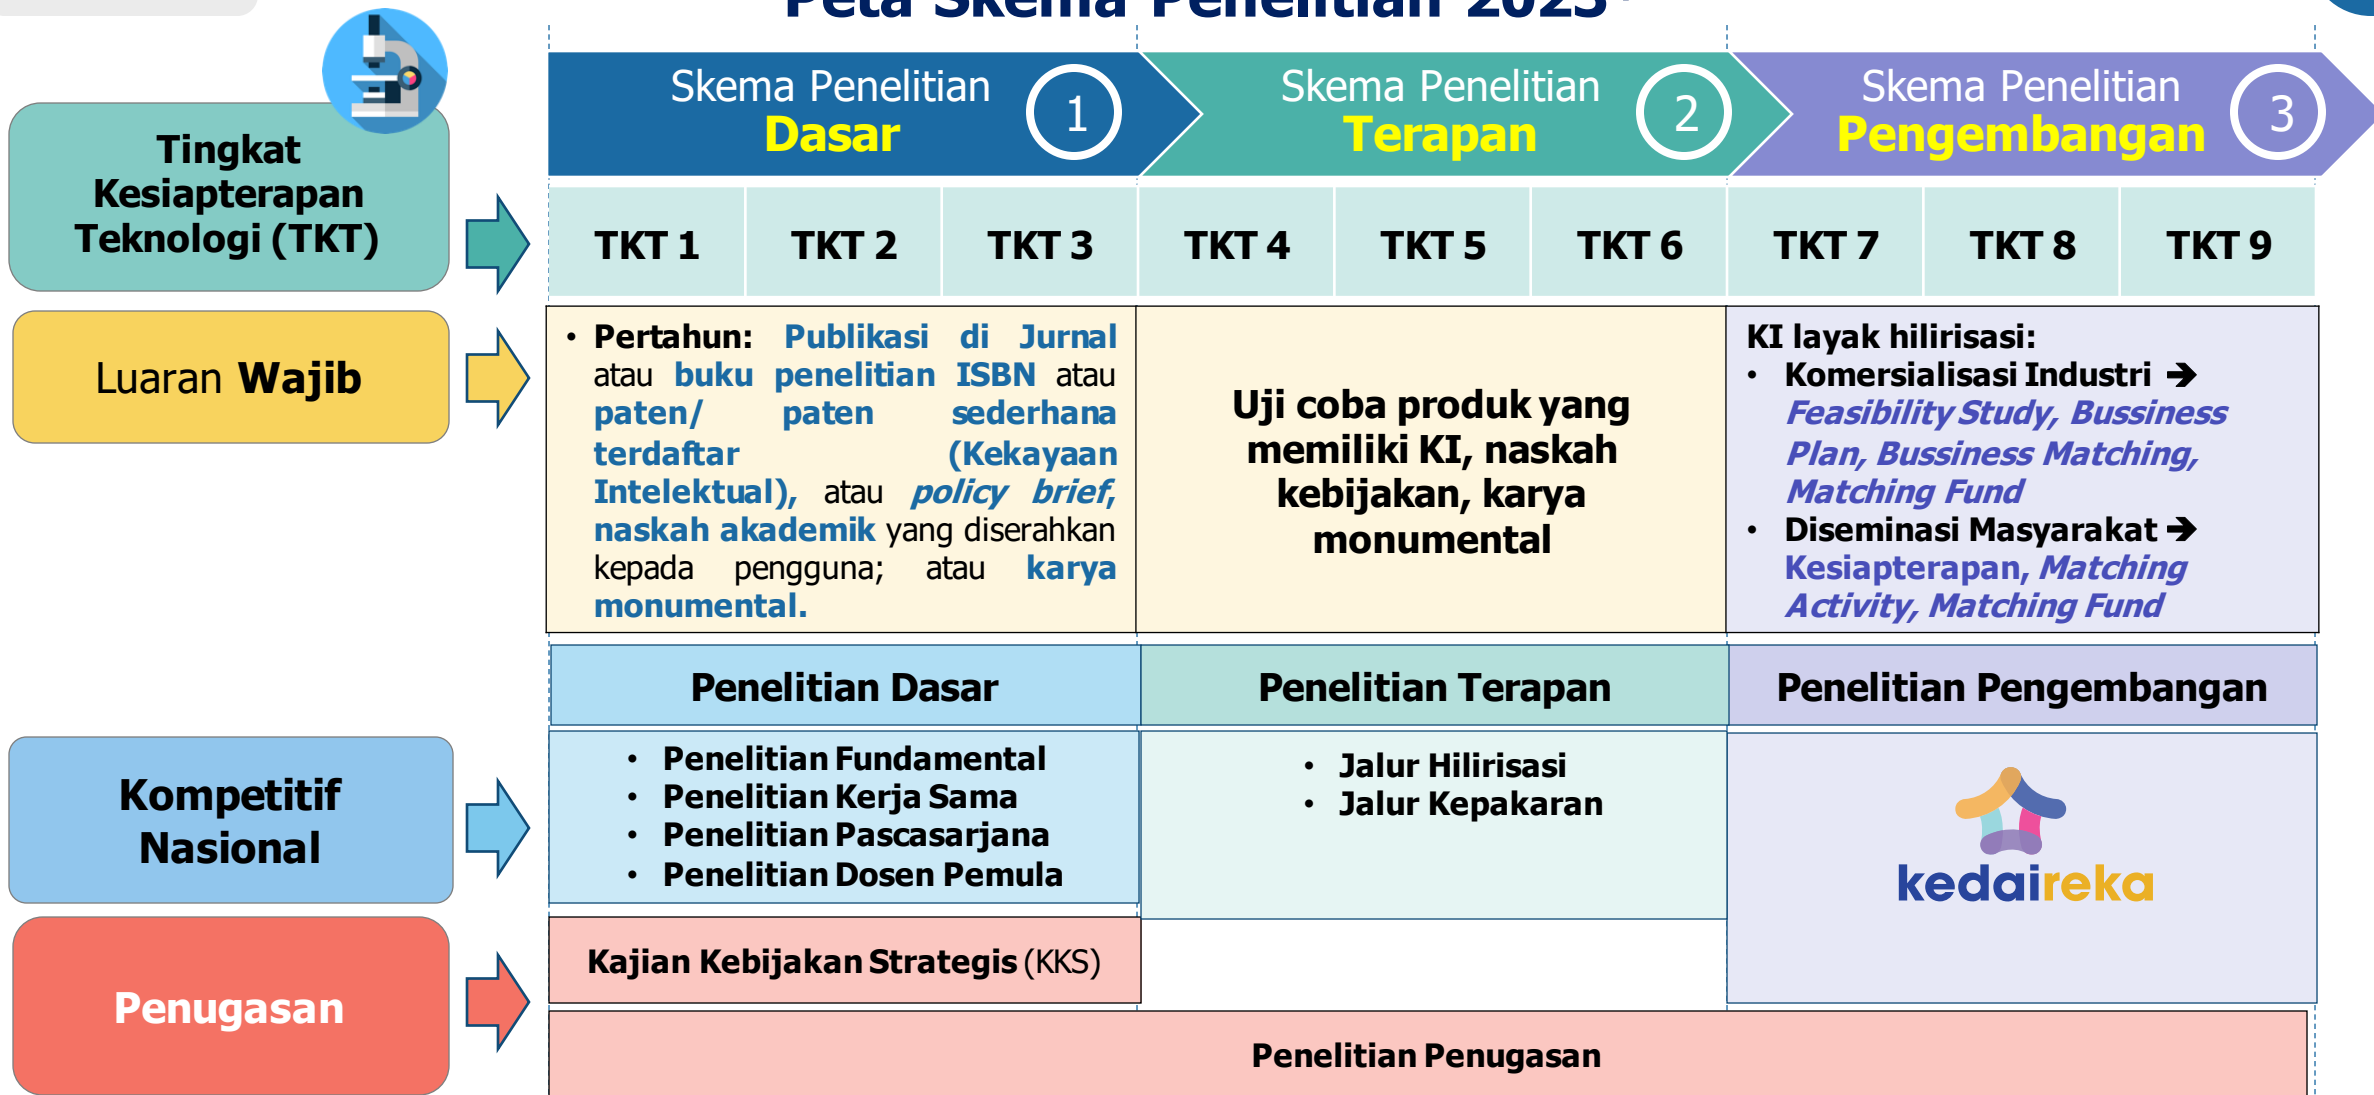 Peta Skema Penelitian 2023
Skema Penelitian
Dasar
1
Skema Penelitian
Terapan
2
Skema Penelitian
Pengembangan
3
Tingkat
Kesiapterapan
Teknologi (TKT)
TKT 1
TKT 2
TKT 3
TKT 4
TKT 5
TKT 6
TKT 7
TKT 8
TKT 9
Luaran Wajib
• Pertahun: Publikasi di Jurnal
atau buku penelitian ISBN atau
paten/ paten sederhana
terdaftar (Kekayaan
Intelektual), atau policy brief,
naskah akademik yang diserahkan
kepada pengguna; atau karya
monumental.
Uji coba produk yang
memiliki KI, naskah
kebijakan, karya
monumental
KI layak hilirisasi:
• Komersialisasi Industri ➔
Feasibility Study, Bussiness
Plan, Bussiness Matching,
Matching Fund
• Diseminasi Masyarakat ➔
Kesiapterapan, Matching
Activity, Matching Fund
Penelitian Dasar
Penelitian Terapan
Penelitian Pengembangan
Kompetitif
Nasional
• Penelitian Fundamental
• Penelitian Kerja Sama
• Penelitian Pascasarjana
• Penelitian Dosen Pemula
• Jalur Hilirisasi
• Jalur Kepakaran
kedaireka
Penugasan
Kajian Kebijakan Strategis (KKS)
Penelitian Penugasan